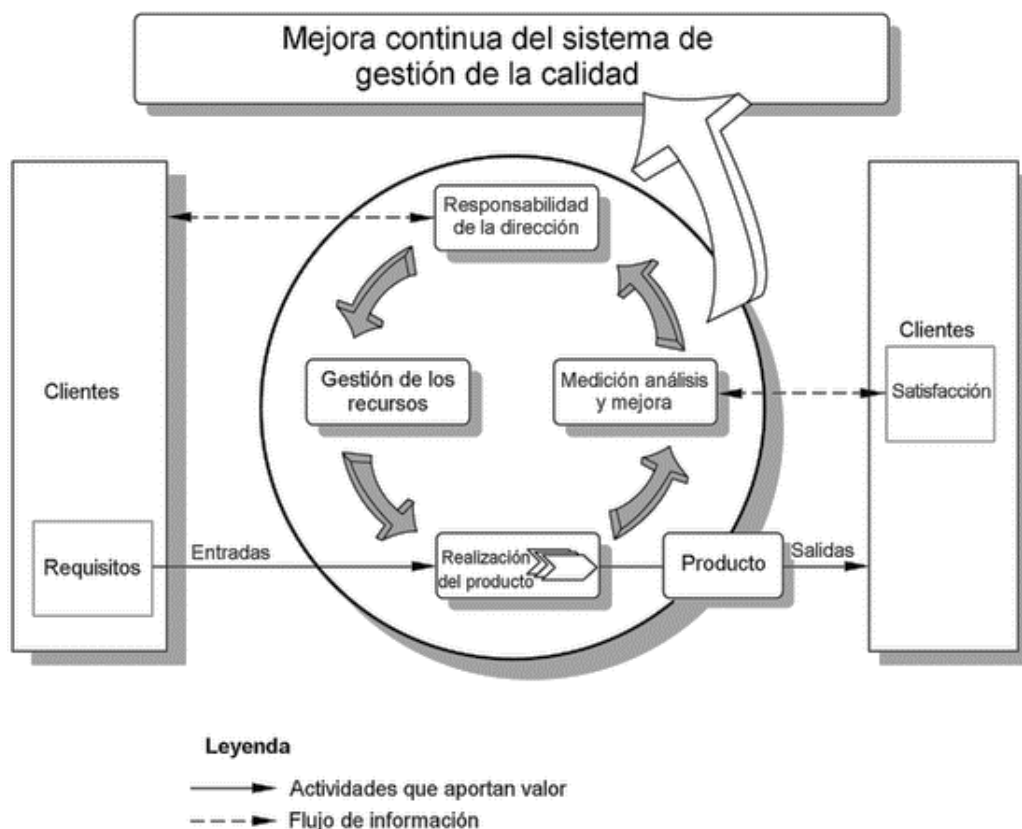 Mejora continua del sistema de
gestión de la calidad
Responsabilidad
de la dirección
Clientes
Gestión de los
recursos
Medición análisis
y mejora
Clientes
Satisfacción
Requisitos
Entradas
Realización
del producto
Producto
Salidas
Leyenda
Actividades que aportan valor
Flujo de información